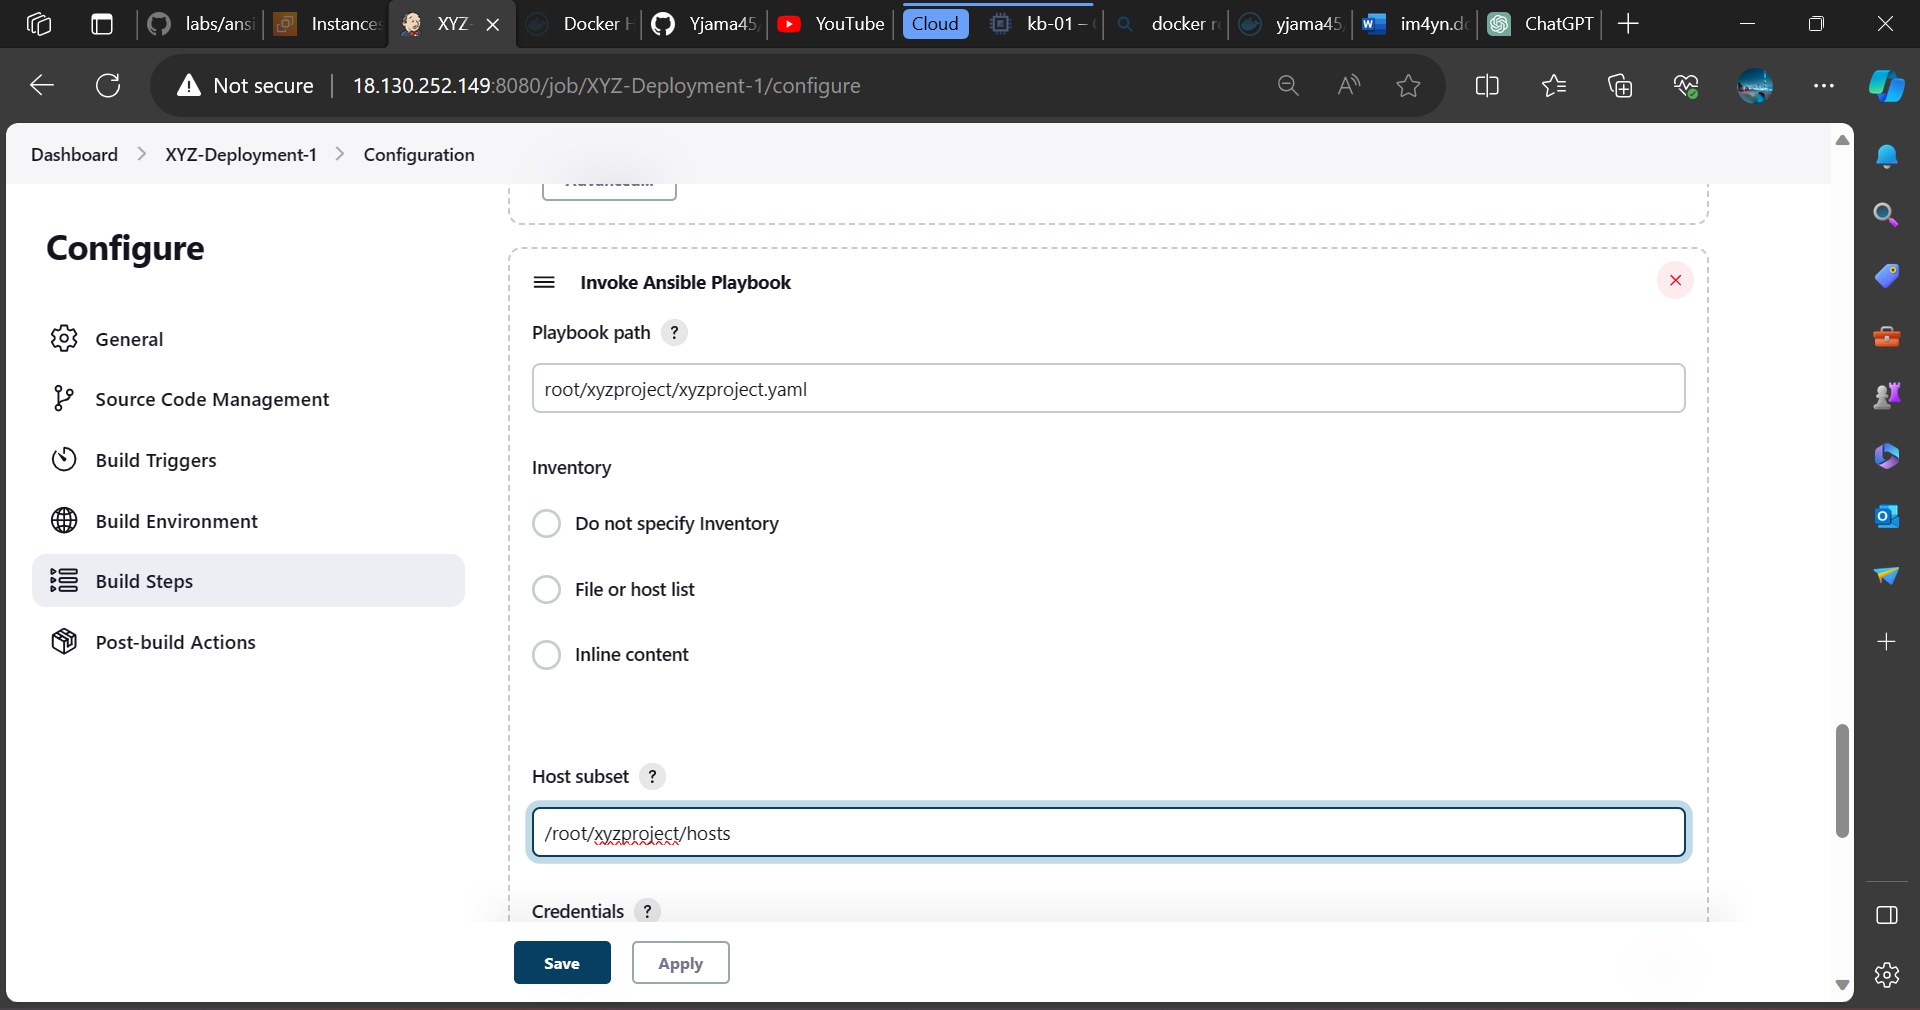 labs/ansi
Instances
XYZ-
Docker H
Yjama45/
YouTube
Cloud
kb-01 –
docker re
yjama45/
im4yn.do
ChatGPT
Not secure
18.130.252.149:8080/job/XYZ-Deployment-1/configure
Dashboard > XYZ-Deployment-1 > Configuration
Advanced...
Configure
General
Source Code Management
Build Triggers
Build Environment
Build Steps
Post-build Actions
Invoke Ansible Playbook
Playbook path ?
root/xyzproject/xyzproject.yaml
Inventory
Do not specify Inventory
File or host list
Inline content
Host subset ?
/root/xyzproject/hosts
Credentials ?
Save
Apply